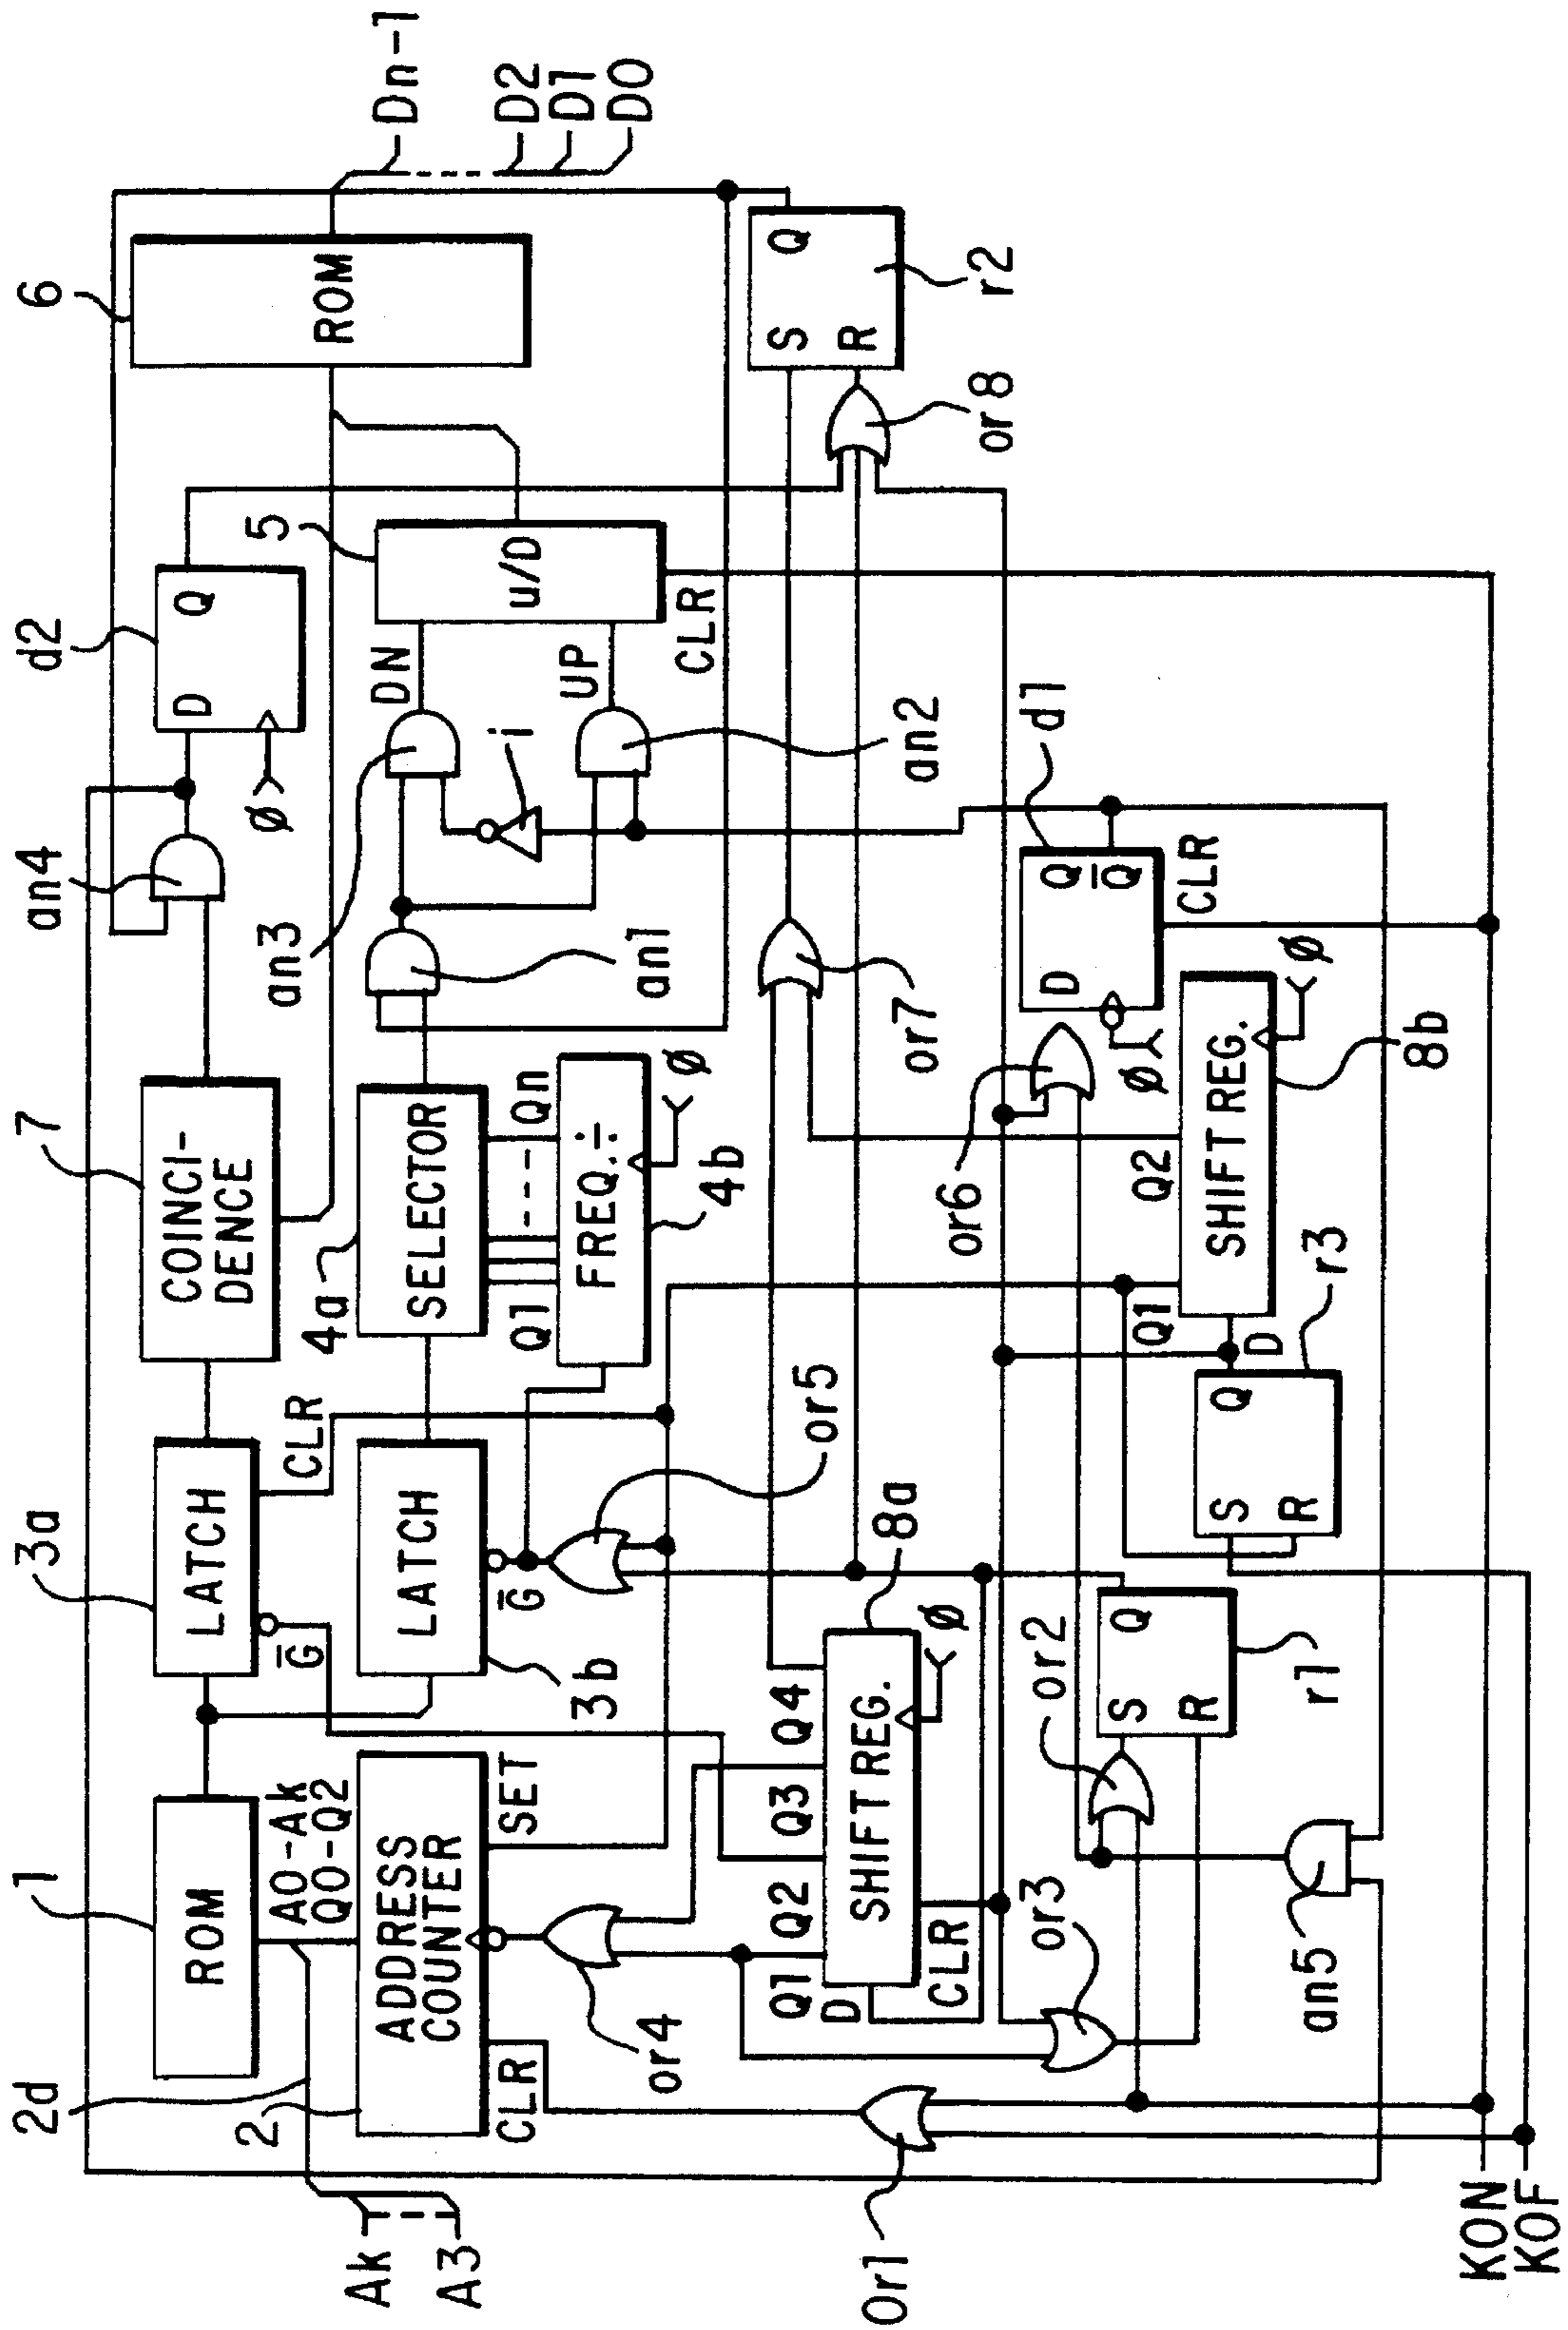 1
ROM
A0-Ak
Q0-Q2
2d
2
ADDRESS
COUNTER
CLR
SET
Ak
A3
3a
LATCH
G̅
CLR
LATCH
G̅
3b
7
COINCI-
DENCE
4a
SELECTOR
Q1
Qn
FREQ.÷
ø
4b
an4
d2
D
Q
ø
an3
an1
i
an2
DN
UP
5
u/D
CLR
6
ROM
Dn-1
D2
D1
D0
S
Q
R
r2
or8
or7
or5
or4
Q1
Q2
Q3
Q4
D
SHIFT REG.
CLR
ø
8a
or6
D
Q
Q̅
CLR
ø
d1
Q1
Q2
D
SHIFT REG.
ø
8b
S
Q
R
r3
or2
S
Q
R
r1
or3
an5
Or1
KON
KOF